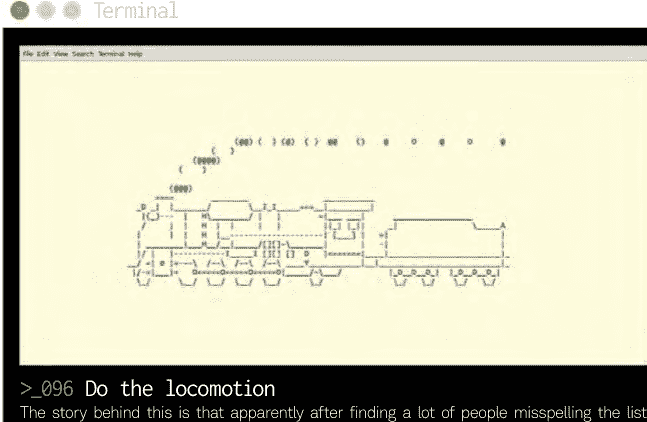 Terminal
File Edit View Search Terminal Help
>_096 Do the locomotion
The story behind this is that apparently after finding a lot of people misspelling the list